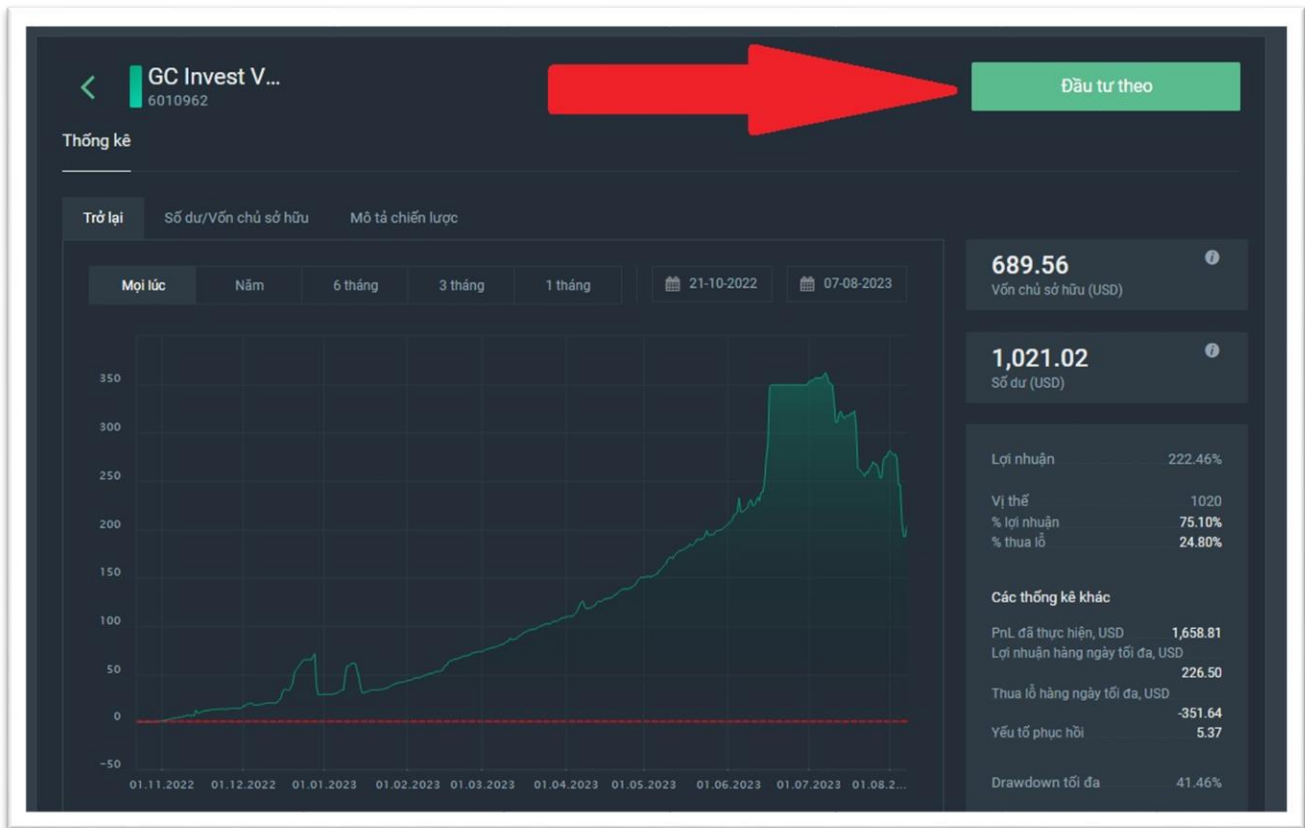 GC Invest V...
6010962
Đầu tư theo
Thống kê
Trở lại
Số dư/Vốn chủ sở hữu
Mô tả chiến lược
Mọi lúc
Năm
6 tháng
3 tháng
1 tháng
21-10-2022
07-08-2023
350
300
250
200
150
100
50
0
-50
01.11.2022
01.12.2022
01.01.2023
01.02.2023
01.03.2023
01.04.2023
01.05.2023
01.06.2023
01.07.2023
01.08.2...
689.56
Vốn chủ sở hữu (USD)
1,021.02
Số dư (USD)
Lợi nhuận 222.46%
Vị thế 1020
% lợi nhuận 75.10%
% thua lỗ 24.80%
Các thống kê khác
PnL đã thực hiện, USD 1,658.81
Lợi nhuận hàng ngày tối đa, USD
226.50
Thua lỗ hàng ngày tối đa, USD
-351.64
Yếu tố phục hồi 5.37
Drawdown tối đa 41.46%